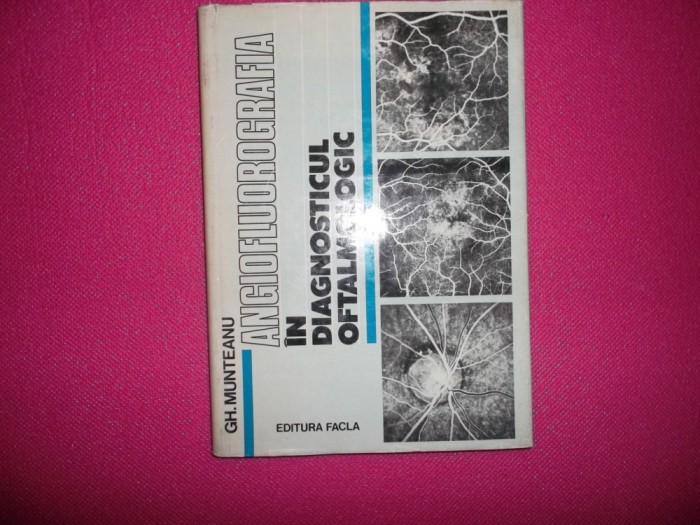 GH. MUNTEANU
ANGIOFLUOROGRAFIA
ÎN
DIAGNOSTICUL
OFTALMOLOGIC
EDITURA FACLA